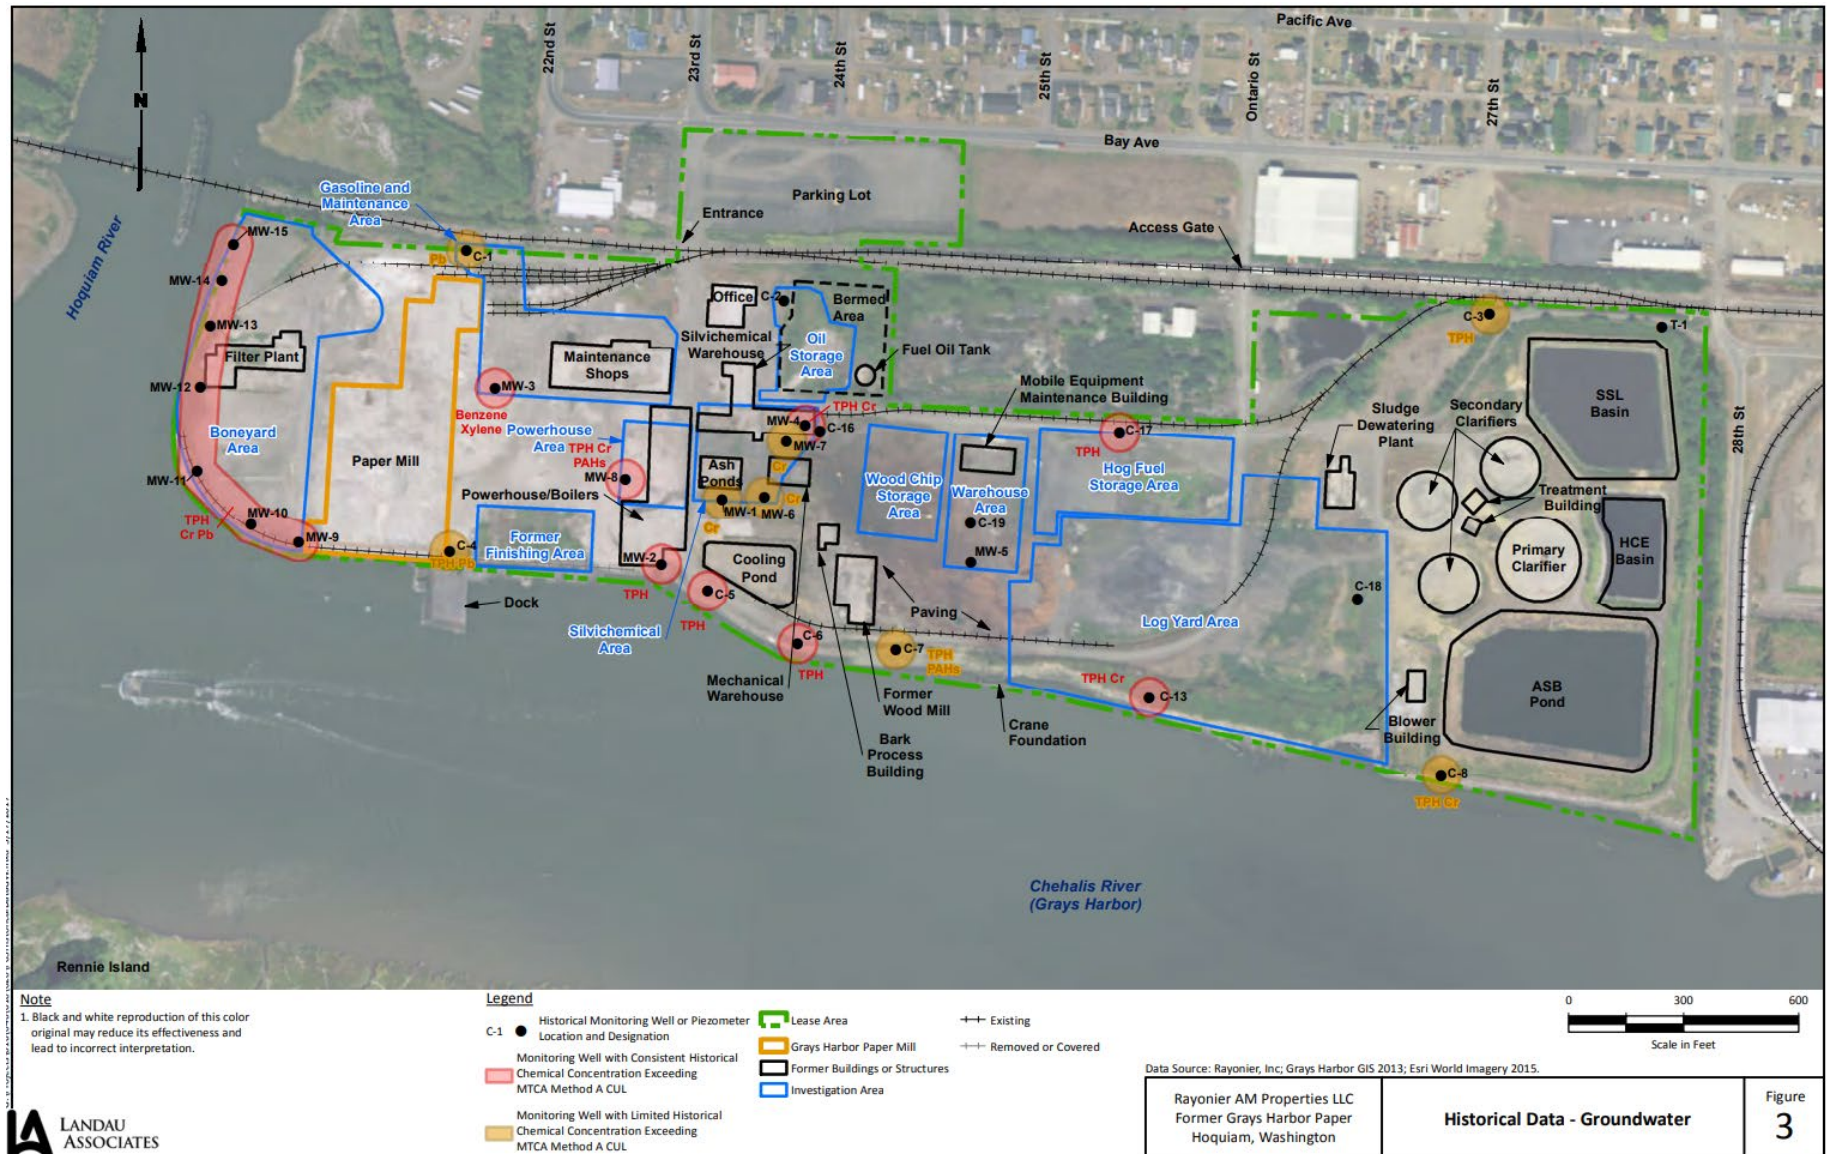 Pacific Ave
22nd St
23rd St
24th St
25th St
Ontario St
27th St
Bay Ave
N
Hoquiam River
Gasoline and
Maintenance
Area
Parking Lot
Entrance
Access Gate
MW-15
Pb
C-1
MW-14
MW-13
Office
C-2
Bermed
Area
Silvichemical
Warehouse
Oil
Storage
Area
Fuel Oil Tank
C-3
TPH
T-1
Filter Plant
Maintenance
Shops
MW-12
MW-3
Benzene
Xylene
Mobile Equipment
Maintenance Building
Sludge
Dewatering
Plant
Secondary
Clarifiers
SSL
Basin
28th St
Boneyard
Area
Paper Mill
Powerhouse
Area
TPH Cr
PAHs
MW-8
Powerhouse/Boilers
MW-4
TPH Cr
C-16
MW-7
Cr
Ash
Ponds
MW-1
Cr
MW-6
Cr
Wood Chip
Storage
Area
Warehouse
Area
C-19
MW-5
C-17
TPH
Hog Fuel
Storage Area
Treatment
Building
MW-11
MW-10
TPH
Cr Pb
MW-9
C-4
TPH Pb
Former
Finishing Area
MW-2
TPH
Cooling
Pond
Primary
Clarifier
HCE
Basin
Dock
C-5
TPH
Silvichemical
Area
C-6
TPH
Paving
C-7
TPH
PAHs
C-18
Log Yard Area
Mechanical
Warehouse
Former
Wood Mill
Bark
Process
Building
Crane
Foundation
TPH Cr
C-13
Blower
Building
ASB
Pond
C-8
TPH Cr
Chehalis River
(Grays Harbor)
Rennie Island
Note
1. Black and white reproduction of this color
original may reduce its effectiveness and
lead to incorrect interpretation.
LANDAU
ASSOCIATES
Legend
C-1
Historical Monitoring Well or Piezometer
Location and Designation
Monitoring Well with Consistent Historical
Chemical Concentration Exceeding
MTCA Method A CUL
Monitoring Well with Limited Historical
Chemical Concentration Exceeding
MTCA Method A CUL
Lease Area
Grays Harbor Paper Mill
Former Buildings or Structures
Investigation Area
Existing
Removed or Covered
0 300 600
Scale in Feet
Data Source: Rayonier, Inc; Grays Harbor GIS 2013; Esri World Imagery 2015.
Rayonier AM Properties LLC
Former Grays Harbor Paper
Hoquiam, Washington
Historical Data - Groundwater
Figure
3